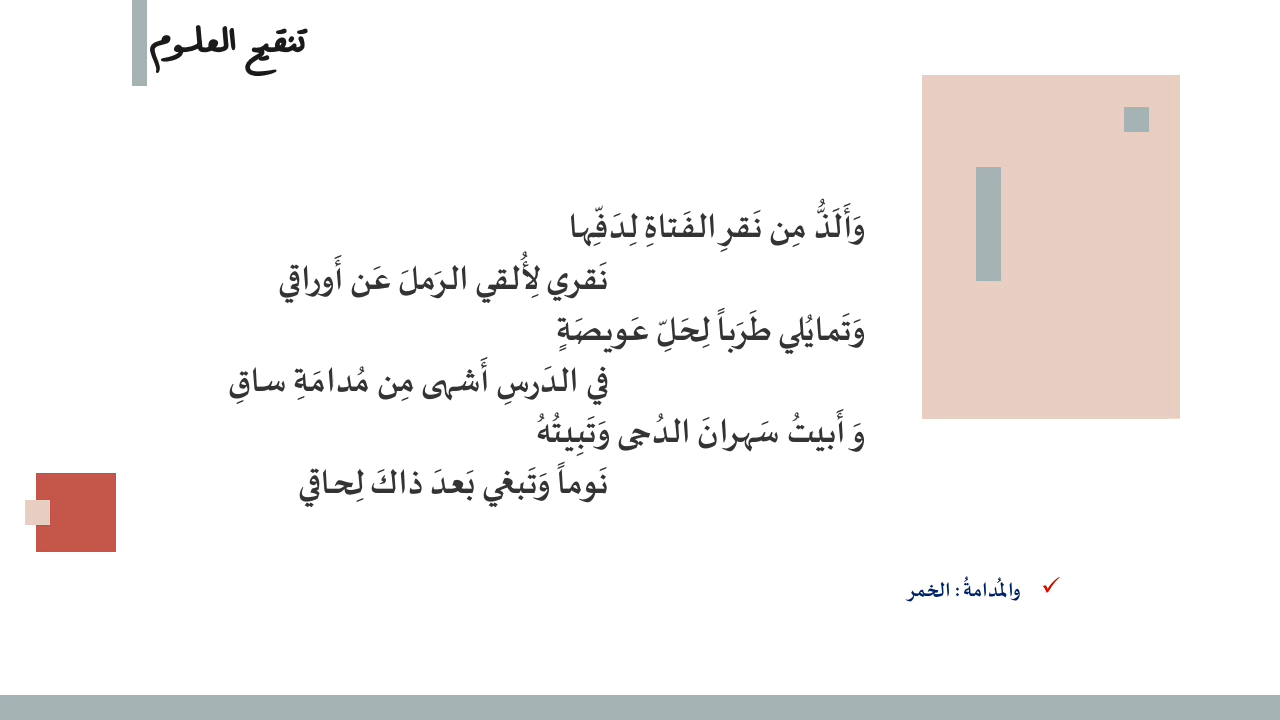 تنقيح العلوم
وَأَلَذُّ مِن نَقرِ الفَتاةِ لِدَفِّها
نَقري لِأُلقي الرَملَ عَن أَوراقي
وَتَمايُلي طَرَباً لِحَلِّ عَويصَةٍ
في الدَرسِ أَشهى مِن مُدامَةِ ساقِ
وَ أَبيتُ سَهرانَ الدُجى وَتَبِيتُهُ
نَوماً وَتَبغي بَعدَ ذاكَ لِحاقي
والمُدامةُ : الخمر